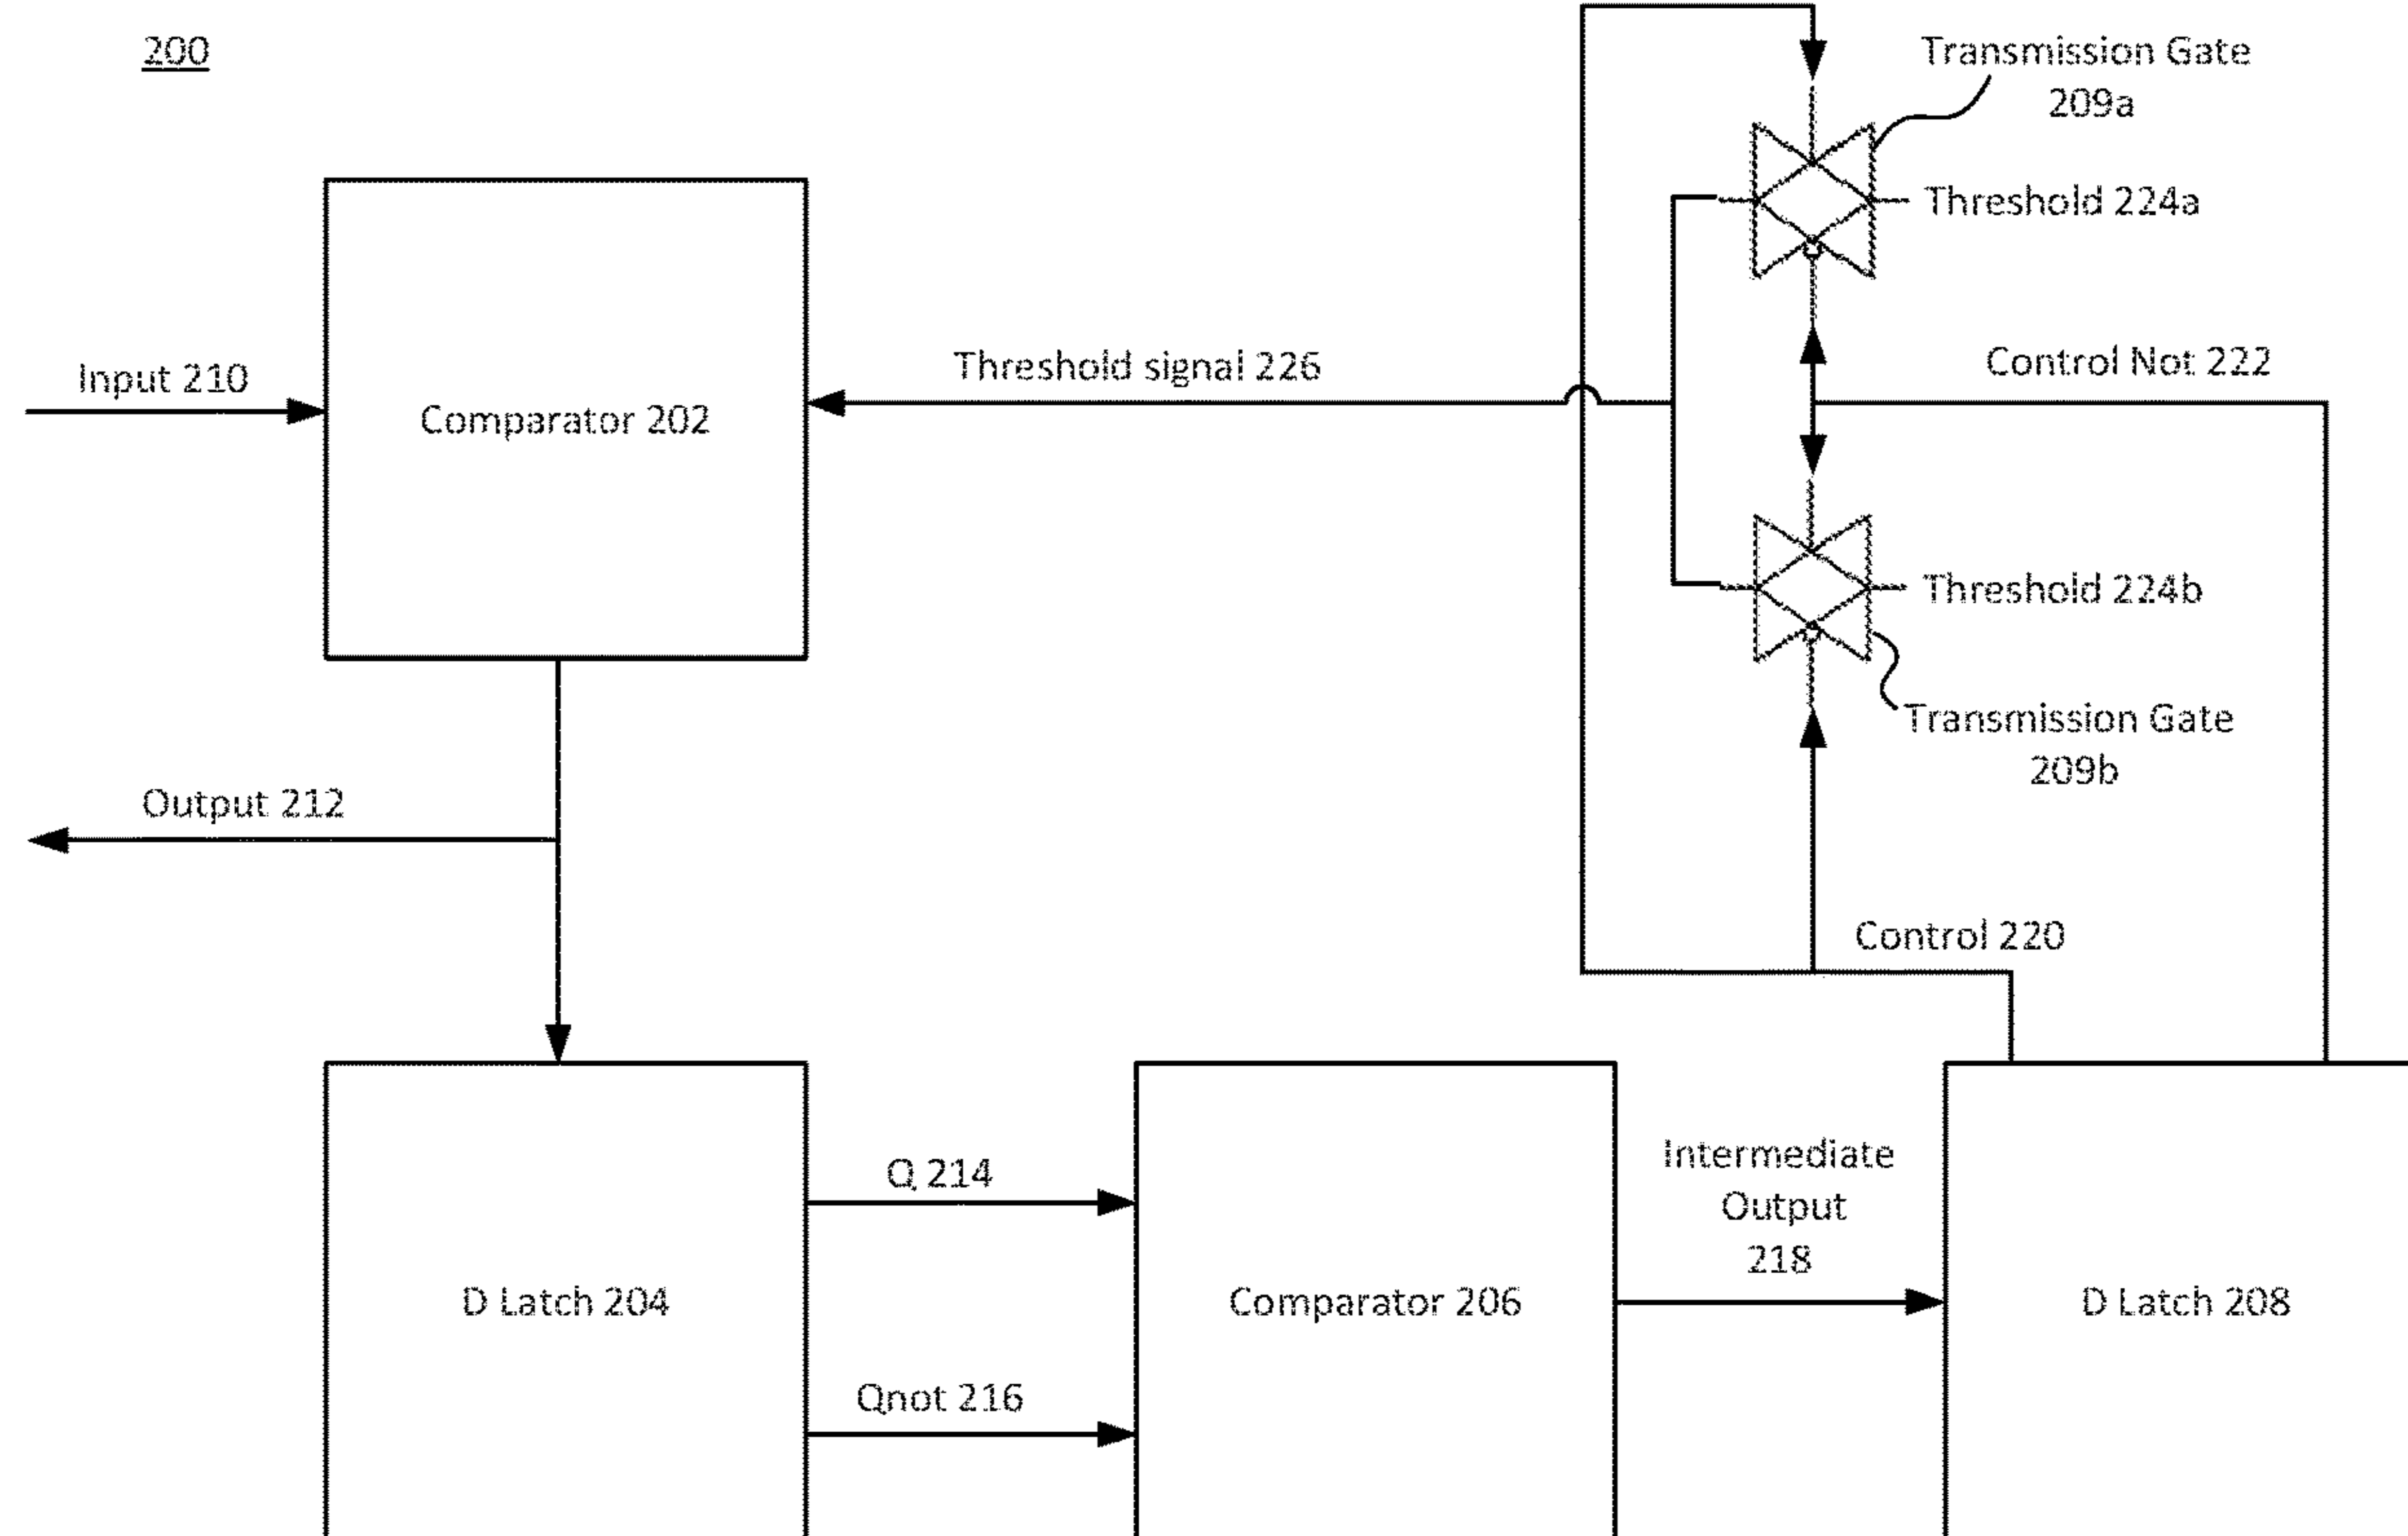 200
Transmission Gate
209a
Threshold 224a
Input 210
Comparator 202
Threshold signal 226
Control Not 222
Threshold 224b
Transmission Gate
209b
Output 212
Control 220
D Latch 204
Q 214
Qnot 216
Comparator 206
Intermediate
Output
218
D Latch 208